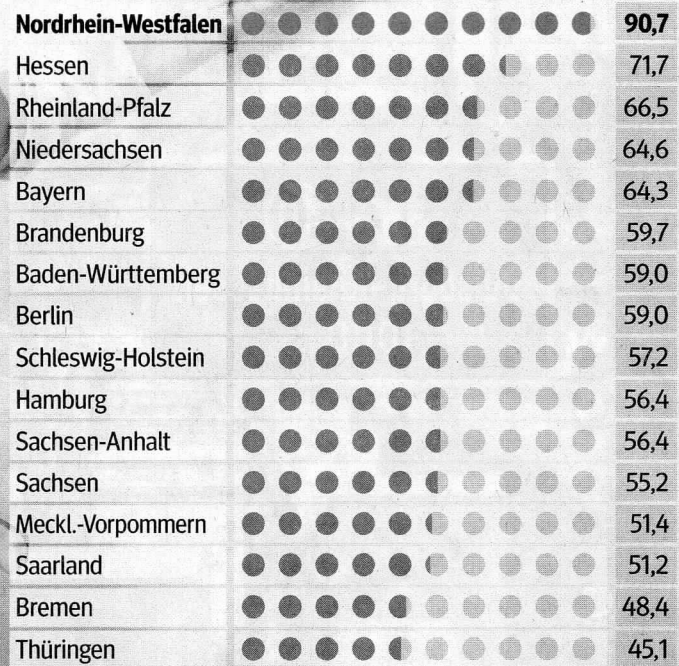 Nordrhein-Westfalen 90,7
Hessen 71,7
Rheinland-Pfalz 66,5
Niedersachsen 64,6
Bayern 64,3
Brandenburg 59,7
Baden-Württemberg 59,0
Berlin 59,0
Schleswig-Holstein 57,2
Hamburg 56,4
Sachsen-Anhalt 56,4
Sachsen 55,2
Meckl.-Vorpommern 51,4
Saarland 51,2
Bremen 48,4
Thüringen 45,1